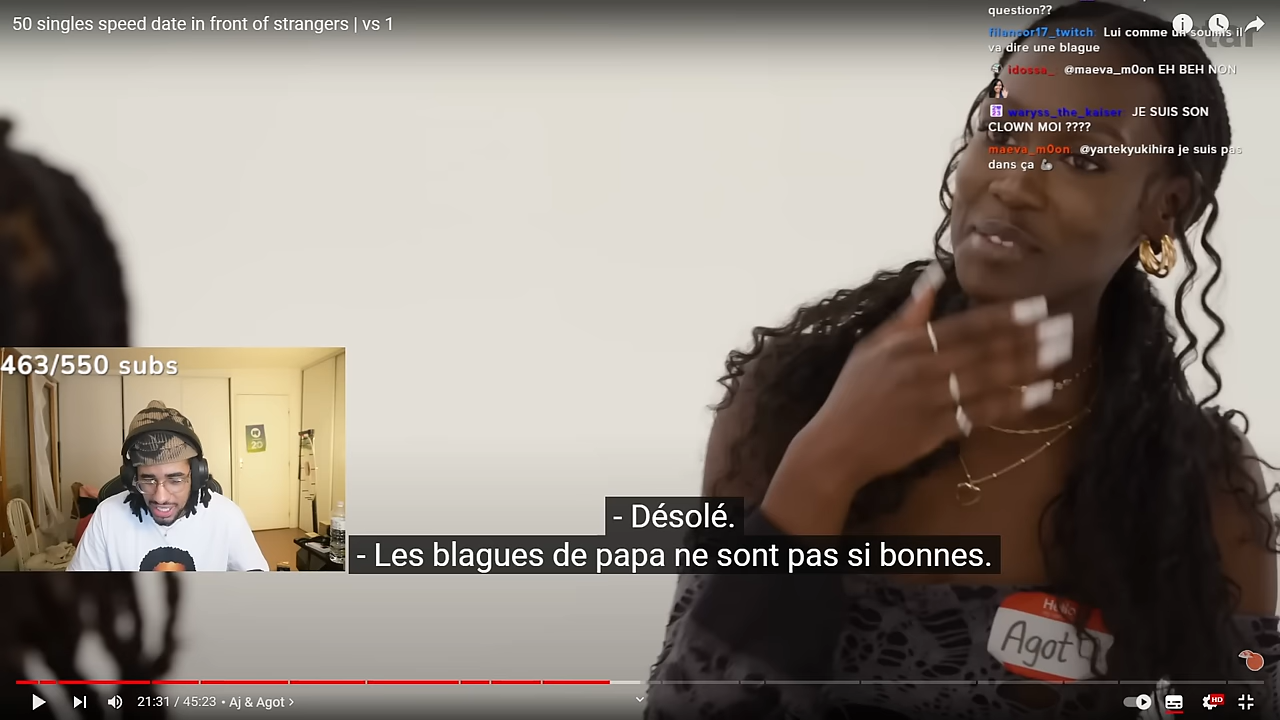 50 singles speed date in front of strangers | vs 1
question??
filancor17_twitch: Lui comme un soumis il
va dire une blague
idossa_ @maeva_m0on EH BEH NON
waryss_the_kaiser: JE SUIS SON
CLOWN MOI ????
maeva_m0on: @yartekyukihira je suis pas
dans ça
463/550 subs
20
- Désolé.
- Les blagues de papa ne sont pas si bonnes.
Hello
Agot
21:31 / 45:23 • Aj & Agot >
HD